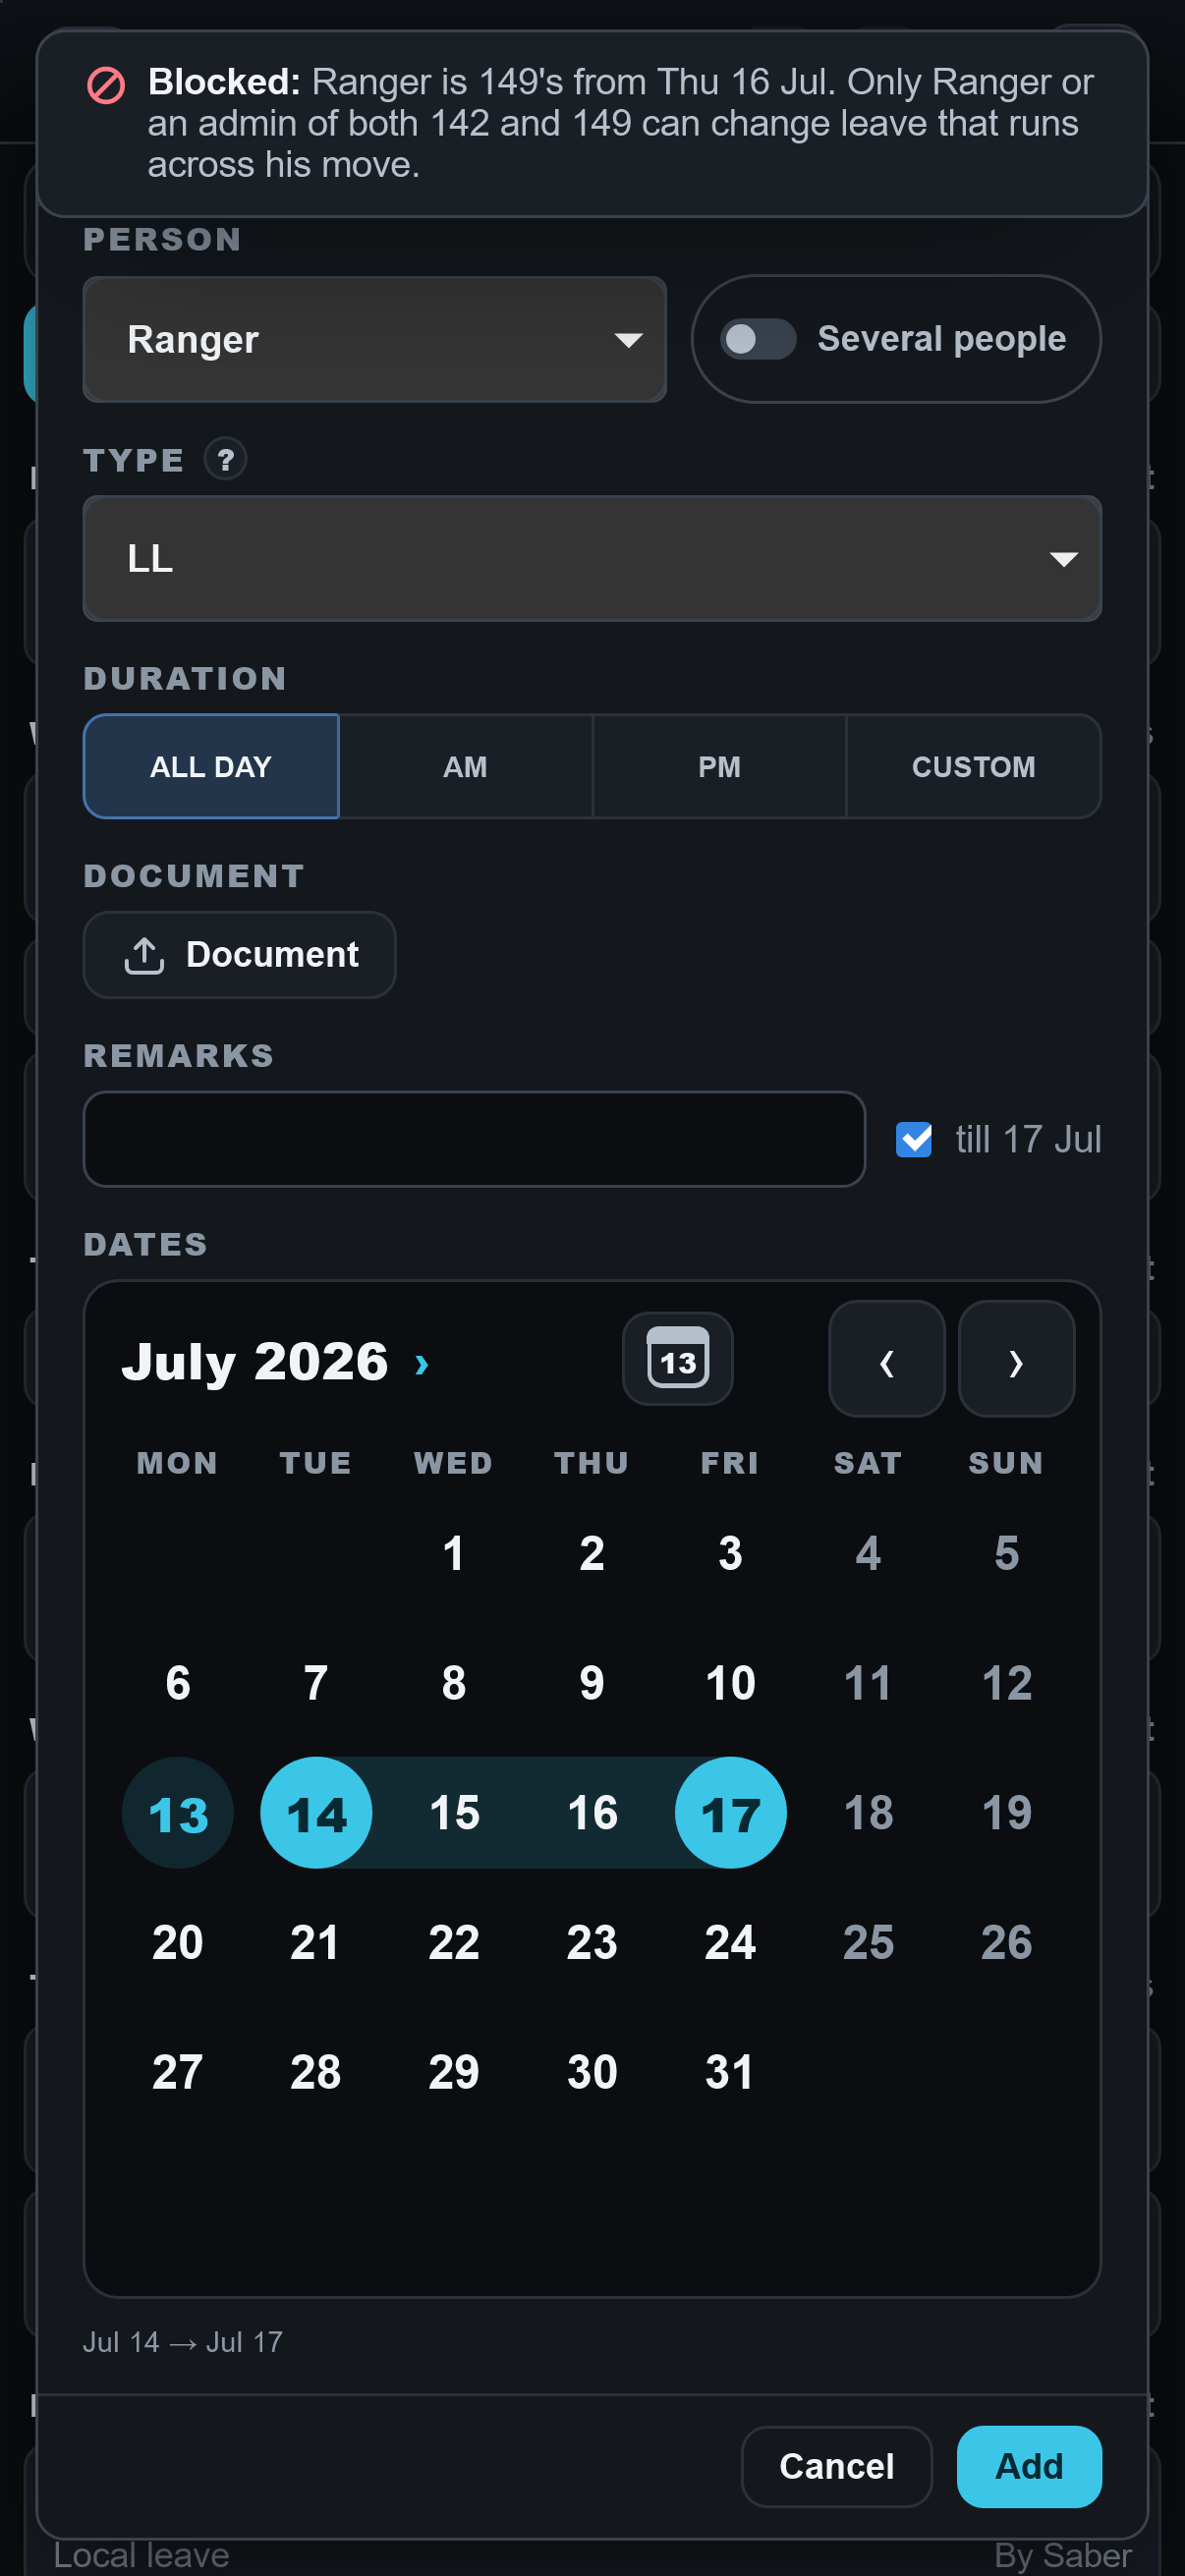 Blocked: Ranger is 149's from Thu 16 Jul. Only Ranger or
an admin of both 142 and 149 can change leave that runs
across his move.
PERSON
Ranger
Several people
TYPE ?
LL
DURATION
ALL DAY AM PM CUSTOM
DOCUMENT
Document
REMARKS
till 17 Jul
DATES
July 2026 › 13 ‹ ›
MON TUE WED THU FRI SAT SUN
1 2 3 4 5
6 7 8 9 10 11 12
13 14 15 16 17 18 19
20 21 22 23 24 25 26
27 28 29 30 31
Jul 14 → Jul 17
Cancel Add
Local leave By Saber